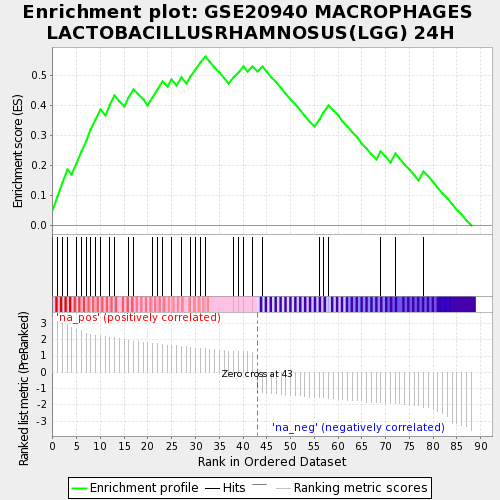 Enrichment plot: GSE20940 MACROPHAGES
LACTOBACILLUSRHAMNOSUS(LGG) 24H
Enrichment score (ES)
0.5
0.4
0.3
0.2
0.1
0.0
'na_pos' (positively correlated)
Ranked list metric (PreRanked)
3
2
1
0
-1
-2
-3
Zero cross at 43
'na_neg' (negatively correlated)
0 5 10 15 20 25 30 35 40 45 50 55 60 65 70 75 80 85 90
Rank in Ordered Dataset
Enrichment profile Hits Ranking metric scores